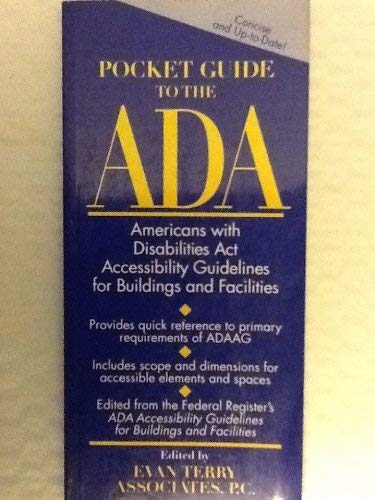 Concise
and Up-to-Date!
POCKET GUIDE
TO THE
ADA
Americans with
Disabilities Act
Accessibility Guidelines
for Buildings and Facilities
Provides quick reference to primary
requirements of ADAAG
Includes scope and dimensions for
accessible elements and spaces
Edited from the Federal Register's
ADA Accessibility Guidelines
for Buildings and Facilities
Edited by
EVAN TERRY
ASSOCIATES, P.C.